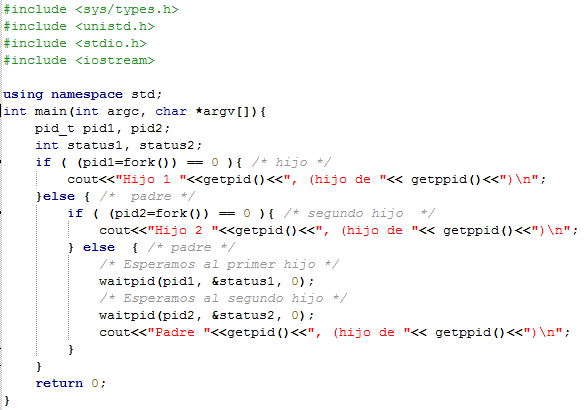 #include <sys/types.h>
#include <unistd.h>
#include <stdio.h>
#include <iostream>

using namespace std;
int main(int argc, char *argv[]){
    pid_t pid1, pid2;
    int status1, status2;
    if ( (pid1=fork()) == 0 ){ /* hijo */
        cout<<"Hijo 1 "<<getpid()<<", (hijo de "<< getppid()<<")\n";
    }else { /*  padre */
        if ( (pid2=fork()) == 0 ){ /* segundo hijo  */
            cout<<"Hijo 2 "<<getpid()<<", (hijo de "<< getppid()<<")\n";
        } else  { /* padre */
            /* Esperamos al primer hijo */
            waitpid(pid1, &status1, 0);
            /* Esperamos al segundo hijo */
            waitpid(pid2, &status2, 0);
            cout<<"Padre "<<getpid()<<", (hijo de "<< getppid()<<")\n";
        }
    }
    return 0;
}